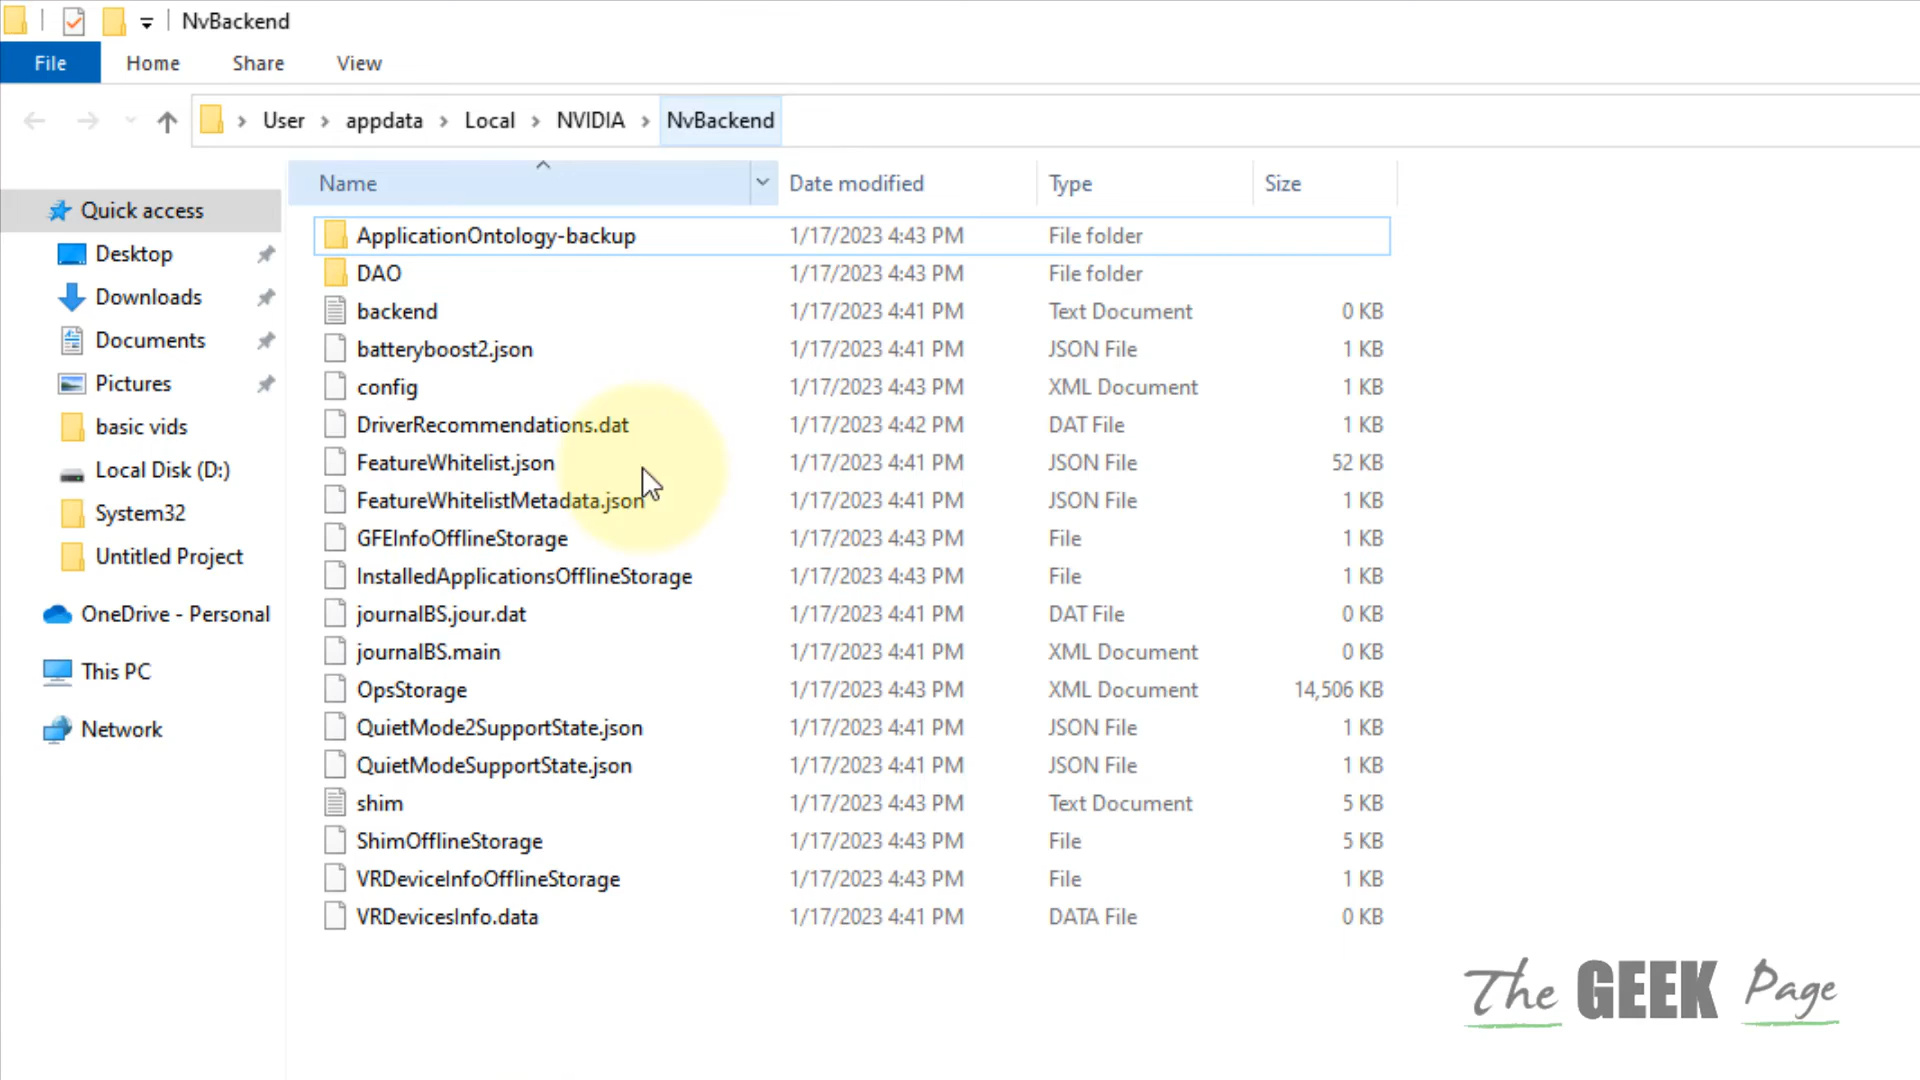 NvBackend
File Home Share View
User appdata Local NVIDIA NvBackend
Name Date modified Type Size
Quick access
Desktop
Downloads
Documents
Pictures
basic vids
Local Disk (D:)
System32
Untitled Project
OneDrive - Personal
This PC
Network
ApplicationOntology-backup 1/17/2023 4:43 PM File folder
DAO 1/17/2023 4:43 PM File folder
backend 1/17/2023 4:41 PM Text Document 0 KB
batteryboost2.json 1/17/2023 4:41 PM JSON File 1 KB
config 1/17/2023 4:43 PM XML Document 1 KB
DriverRecommendations.dat 1/17/2023 4:42 PM DAT File 1 KB
FeatureWhitelist.json 1/17/2023 4:41 PM JSON File 52 KB
FeatureWhitelistMetadata.json 1/17/2023 4:41 PM JSON File 1 KB
GFEInfoOfflineStorage 1/17/2023 4:43 PM File 1 KB
InstalledApplicationsOfflineStorage 1/17/2023 4:43 PM File 1 KB
journalBS.jour.dat 1/17/2023 4:43 PM DAT File 0 KB
journalBS.main 1/17/2023 4:41 PM XML Document 0 KB
OpsStorage 1/17/2023 4:43 PM XML Document 14,506 KB
QuietMode2SupportState.json 1/17/2023 4:41 PM JSON File 1 KB
QuietModeSupportState.json 1/17/2023 4:41 PM JSON File 1 KB
shim 1/17/2023 4:43 PM Text Document 5 KB
ShimOfflineStorage 1/17/2023 4:43 PM File 5 KB
VRDeviceInfoOfflineStorage 1/17/2023 4:43 PM File 1 KB
VRDevicesInfo.data 1/17/2023 4:41 PM DATA File 0 KB
The GEEK Page